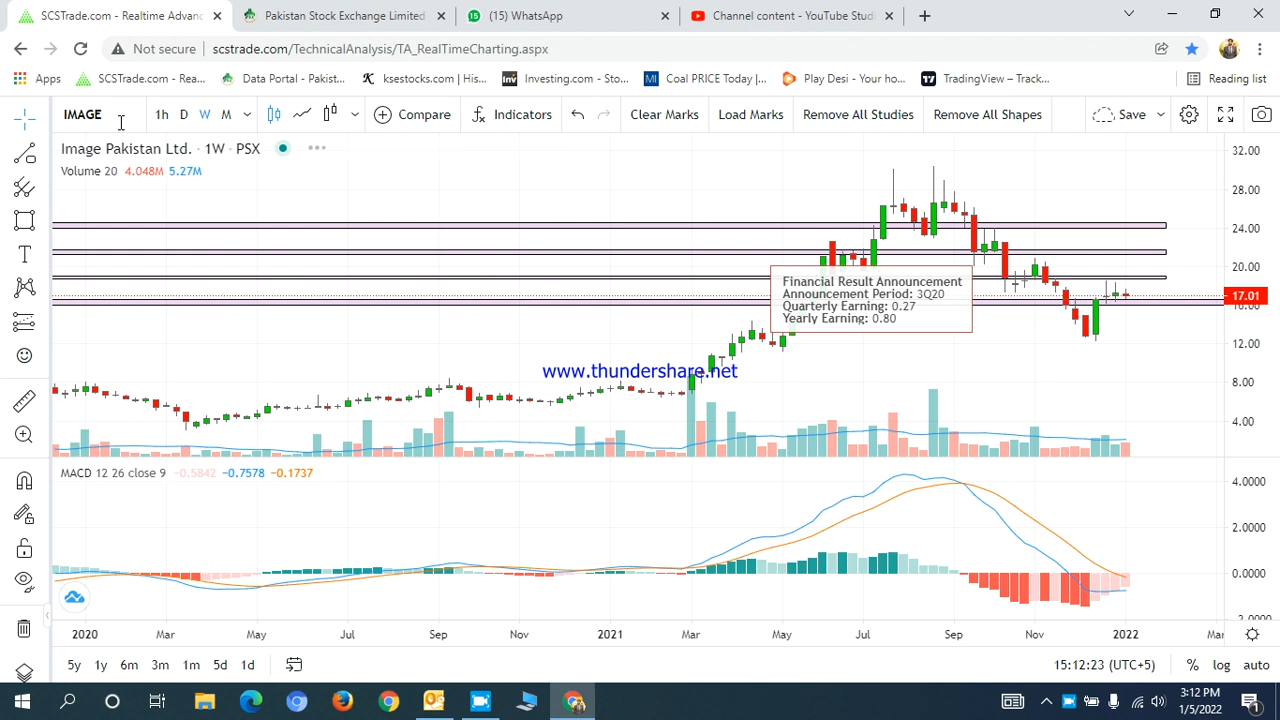 SCSTrade.com - Realtime Advanc
Pakistan Stock Exchange Limited
(15) WhatsApp
Channel content - YouTube Studi
Not secure
scstrade.com/TechnicalAnalysis/TA_RealTimeCharting.aspx
Apps
SCSTrade.com - Rea...
Data Portal - Pakist...
ksestocks.com | His...
Investing.com - Sto...
Coal PRICE Today |...
Play Desi - Your ho...
TradingView – Track...
Reading list
IMAGE
1h D W M
Compare
Indicators
Clear Marks
Load Marks
Remove All Studies
Remove All Shapes
Save
Image Pakistan Ltd. · 1W · PSX
Volume 20 4.048M 5.27M
32.00
28.00
24.00
20.00
17.01
16.00
12.00
8.00
4.00
Financial Result Announcement
Announcement Period: 3Q20
Quarterly Earning: 0.27
Yearly Earning: 0.80
www.thundershare.net
MACD 12 26 close 9 -0.5842 -0.7578 -0.1737
4.0000
2.0000
0.0000
-2.0000
2020 Mar May Jul Sep Nov 2021 Mar May Jul Sep Nov 2022 Mar
5y 1y 6m 3m 1m 5d 1d
15:12:23 (UTC+5)
% log auto
3:12 PM
1/5/2022